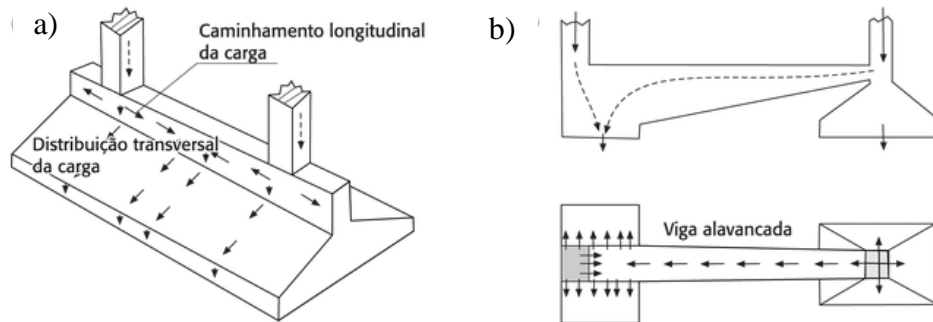 a)
Caminhamento longitudinal
da carga
Distribuição transversal
da carga
b)
Viga alavancada